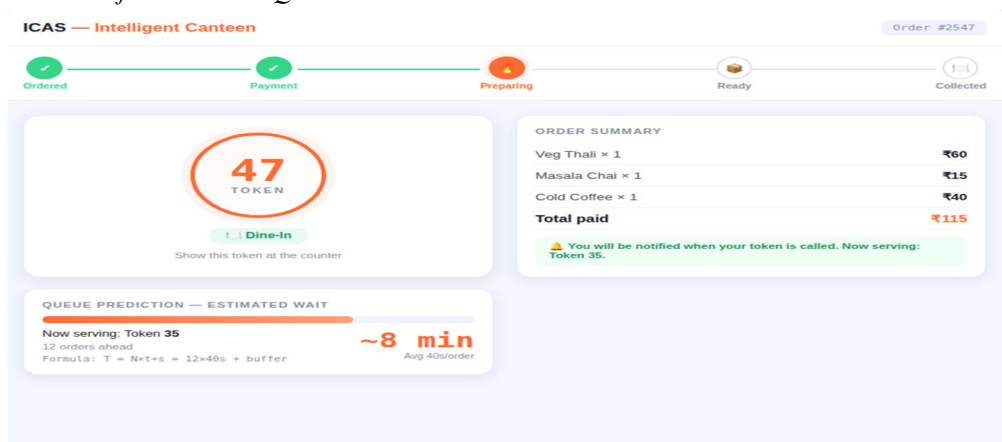 ICAS — Intelligent Canteen
Order #2547
Ordered
Payment
Preparing
Ready
Collected
47
TOKEN
Dine-In
Show this token at the counter
ORDER SUMMARY
Veg Thali × 1 ₹60
Masala Chai × 1 ₹15
Cold Coffee × 1 ₹40
Total paid ₹115
You will be notified when your token is called. Now serving:
Token 35.
QUEUE PREDICTION — ESTIMATED WAIT
Now serving: Token 35
12 orders ahead
Formula: T = N×t+s = 12×40s + buffer
~8 min
Avg 40s/order